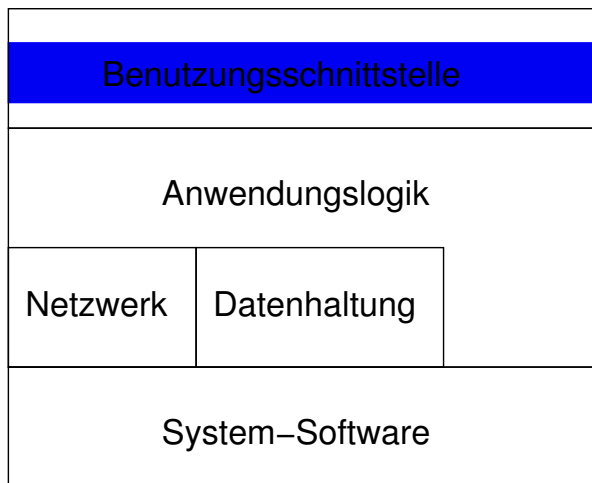 Benutzungsschnittstelle
Anwendungslogik
Netzwerk
Datenhaltung
System−Software